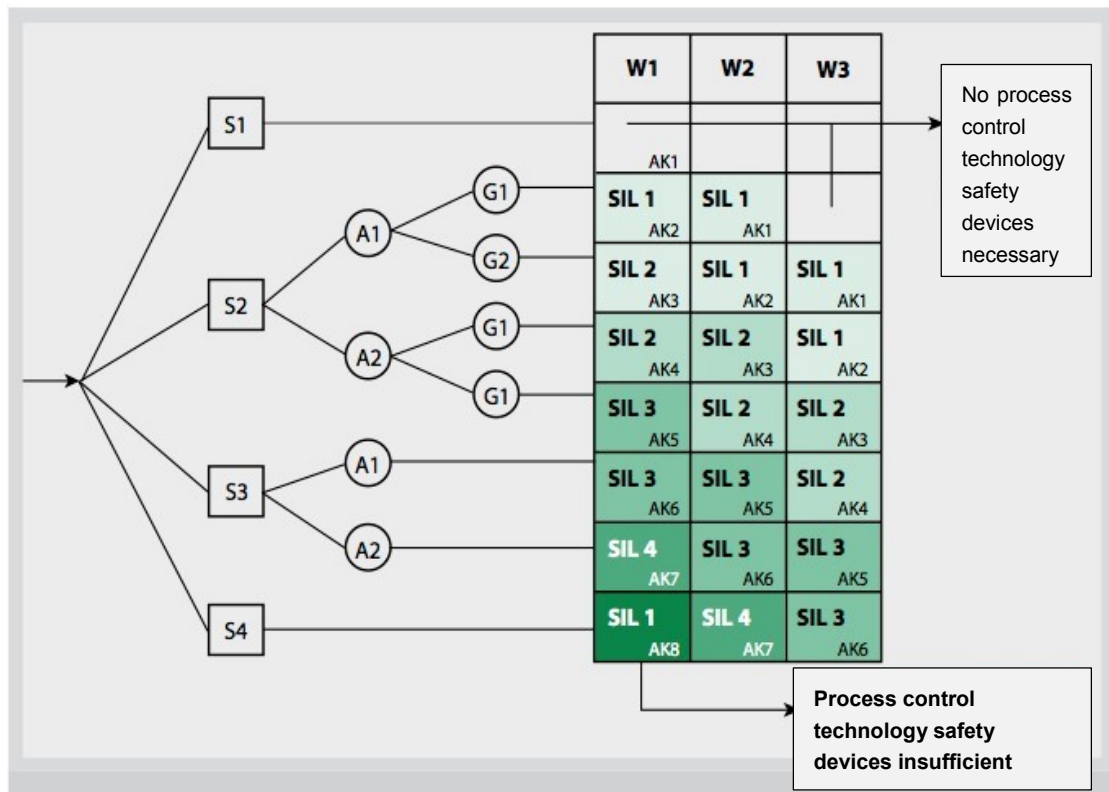 W1 W2 W3
No process
control
technology
safety
devices
necessary
S1
AK1
G1
SIL 1 SIL 1
AK2 AK1
A1
G2
SIL 2 SIL 1 SIL 1
AK3 AK2 AK1
S2
G1
SIL 2 SIL 2 SIL 1
AK4 AK3 AK2
A2
G1
SIL 3 SIL 2 SIL 2
AK5 AK4 AK3
A1
SIL 3 SIL 3 SIL 2
AK6 AK5 AK4
S3
A2
SIL 4 SIL 3 SIL 3
AK7 AK6 AK5
S4
SIL 1 SIL 4 SIL 3
AK8 AK7 AK6
Process control
technology safety
devices insufficient